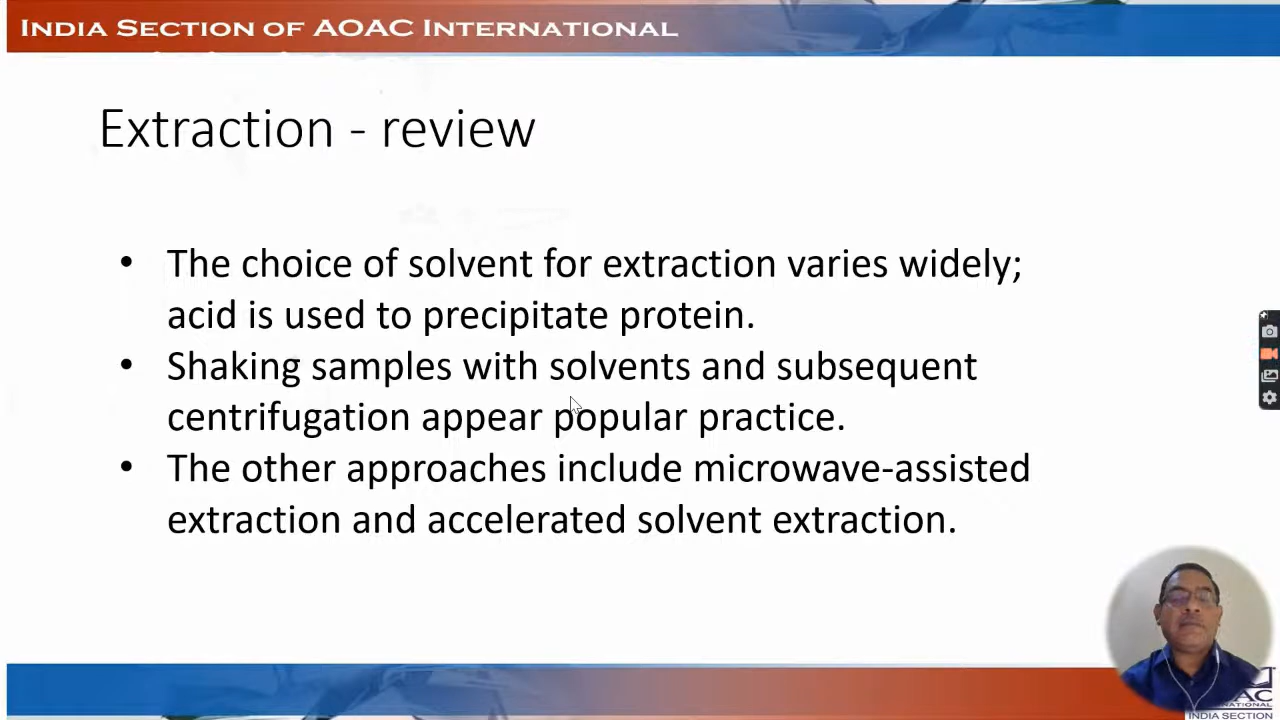 INDIA SECTION OF AOAC INTERNATIONAL
Extraction - review
• The choice of solvent for extraction varies widely;
acid is used to precipitate protein.
• Shaking samples with solvents and subsequent
centrifugation appear popular practice.
• The other approaches include microwave-assisted
extraction and accelerated solvent extraction.
INDIA SECTION